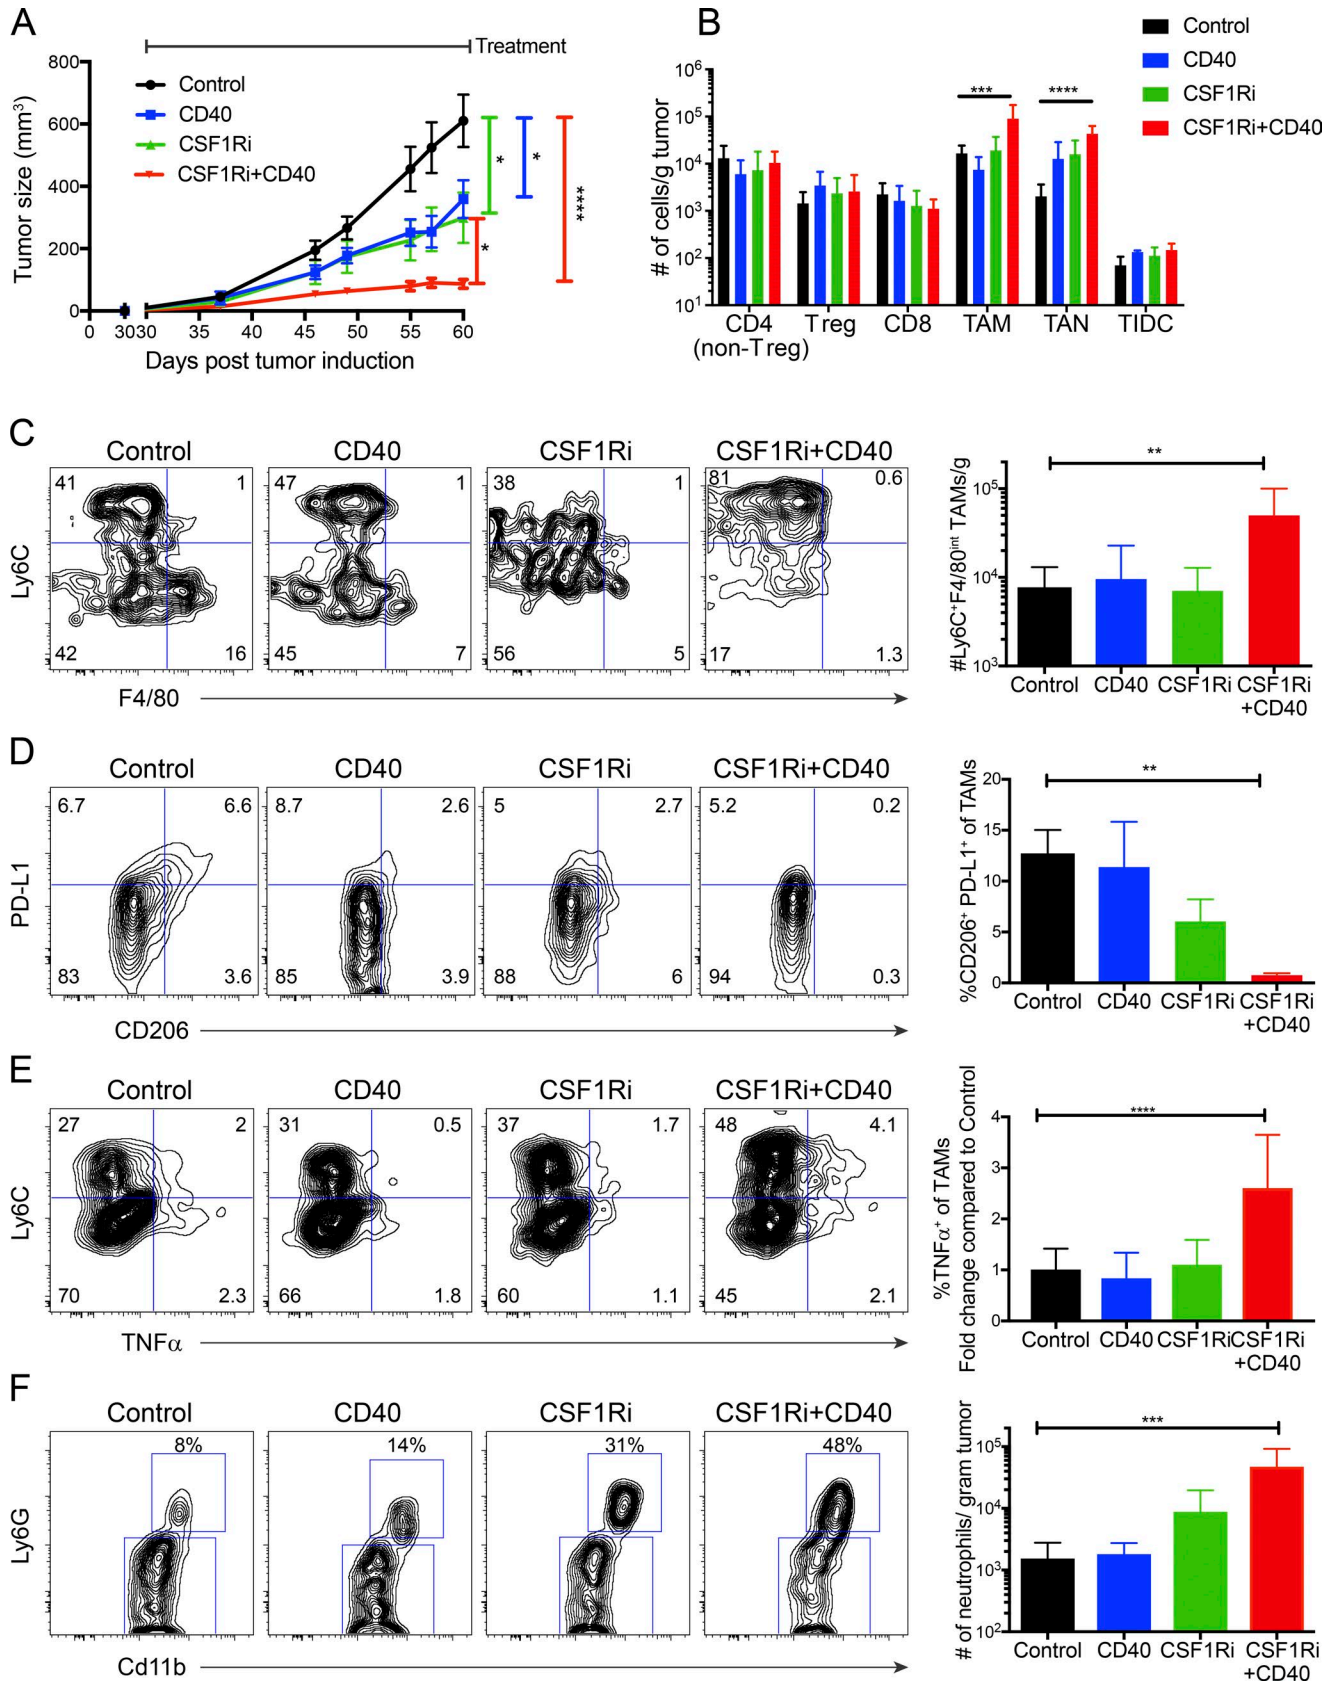 A
Treatment
800
600
400
200
0
Tumor size (mm³)
Control
CD40
CSF1Ri
CSF1Ri+CD40
*
*
****
*
0 30 30 35 40 45 50 55 60
Days post tumor induction
B
Control
CD40
CSF1Ri
CSF1Ri+CD40
10⁶
10⁵
10⁴
10³
10²
10¹
# of cells/g tumor
*** ****
CD4 Treg CD8 TAM TAN TIDC
(non-Treg)
C
Control CD40 CSF1Ri CSF1Ri+CD40
41 1 47 1 38 1 81 0.6
42 16 45 7 56 5 17 1.3
Ly6C
F4/80
#Ly6C⁺F4/80ⁱⁿᵗ TAMs/g
**
10⁵
10⁴
10³
Control CD40 CSF1Ri CSF1Ri
+CD40
D
Control CD40 CSF1Ri CSF1Ri+CD40
6.7 6.6 8.7 2.6 5 2.7 5.2 0.2
83 3.6 85 3.9 88 6 94 0.3
PD-L1
CD206
%CD206⁺ PD-L1⁺ of TAMs
**
20
15
10
5
0
Control CD40 CSF1Ri CSF1Ri
+CD40
E
Control CD40 CSF1Ri CSF1Ri+CD40
27 2 31 0.5 37 1.7 48 4.1
70 2.3 66 1.8 60 1.1 45 2.1
Ly6C
TNFα
%TNFα⁺ of TAMs
Fold change compared to Control
****
4
3
2
1
0
Control CD40 CSF1Ri CSF1Ri
+CD40
F
Control CD40 CSF1Ri CSF1Ri+CD40
8% 14% 31% 48%
Ly6G
Cd11b
# of neutrophils/ gram tumor
***
10⁵
10⁴
10³
10²
Control CD40 CSF1Ri CSF1Ri
+CD40